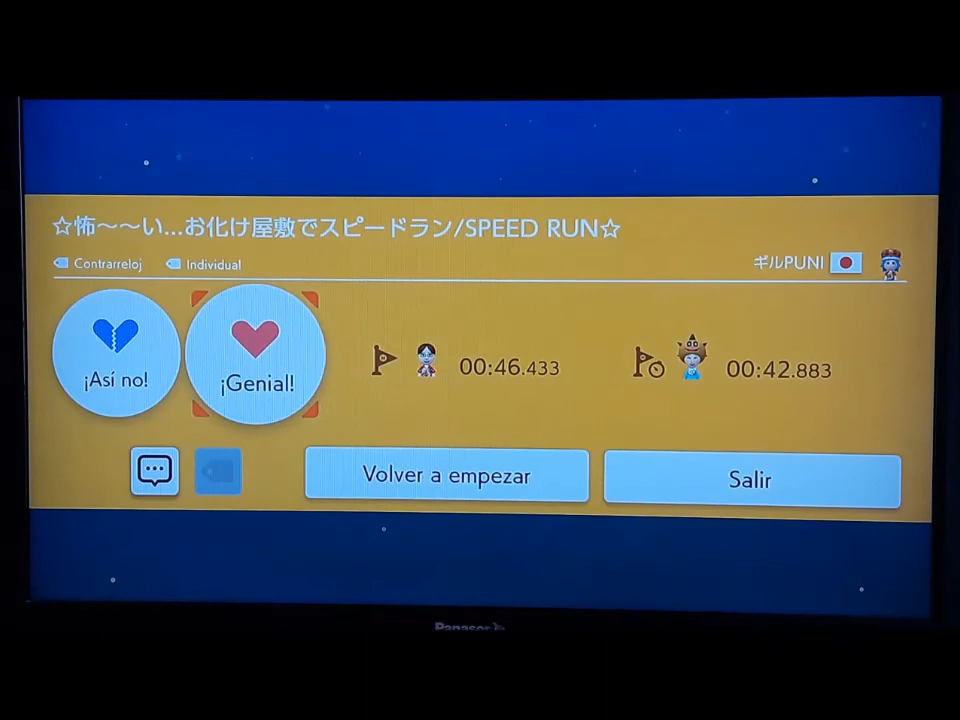 ☆怖～～い...お化け屋敷でスピードラン/SPEED RUN☆
Contrarreloj Individual
ギルPUNI
¡Así no!
¡Genial!
00:46.433
00:42.883
Volver a empezar
Salir